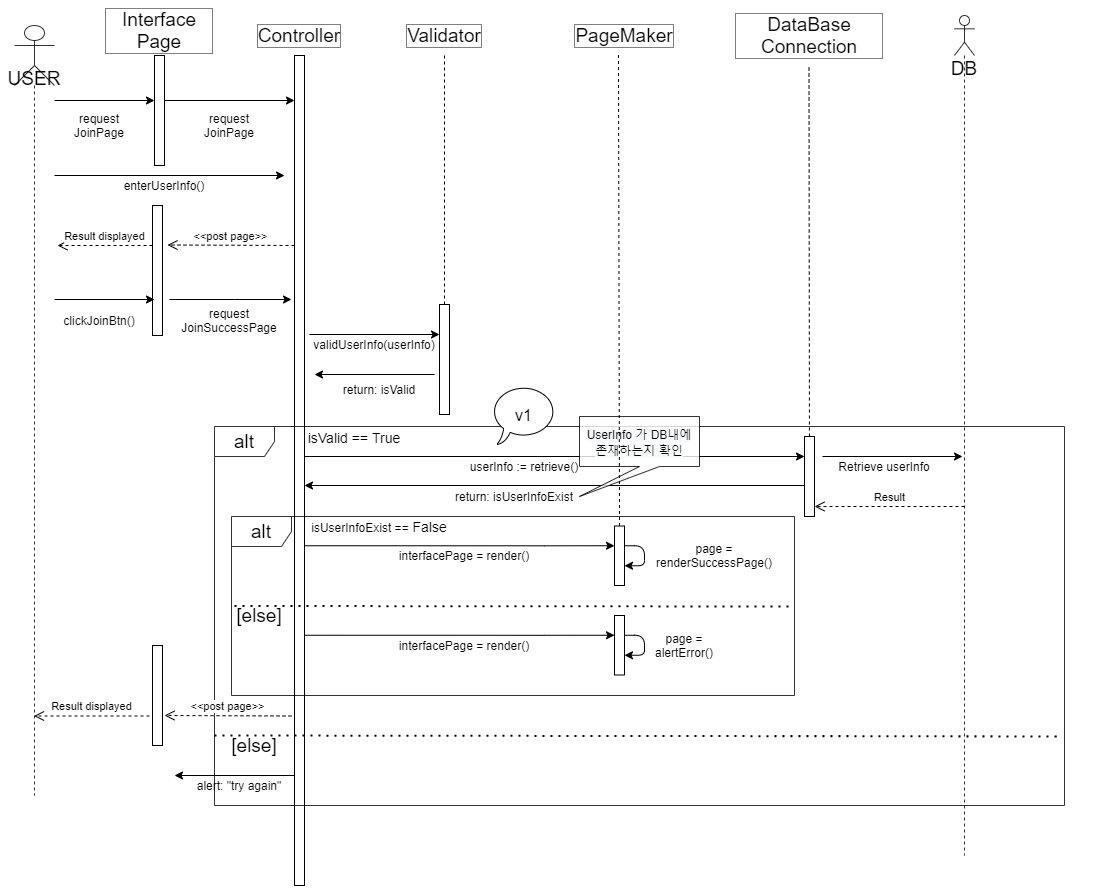 Interface
Page
Controller
Validator
PageMaker
DataBase
Connection
USER
DB
request
JoinPage
request
JoinPage
enterUserInfo()
Result displayed
<<post page>>
clickJoinBtn()
request
JoinSuccessPage
validUserInfo(userInfo)
return: isValid
v1
alt
isValid == True
UserInfo 가 DB내에
존재하는지 확인
userInfo := retrieve()
Retrieve userInfo
return: isUserInfoExist
Result
alt
isUserInfoExist == False
interfacePage = render()
page =
renderSuccessPage()
[else]
interfacePage = render()
page =
alertError()
Result displayed
<<post page>>
[else]
alert: "try again"